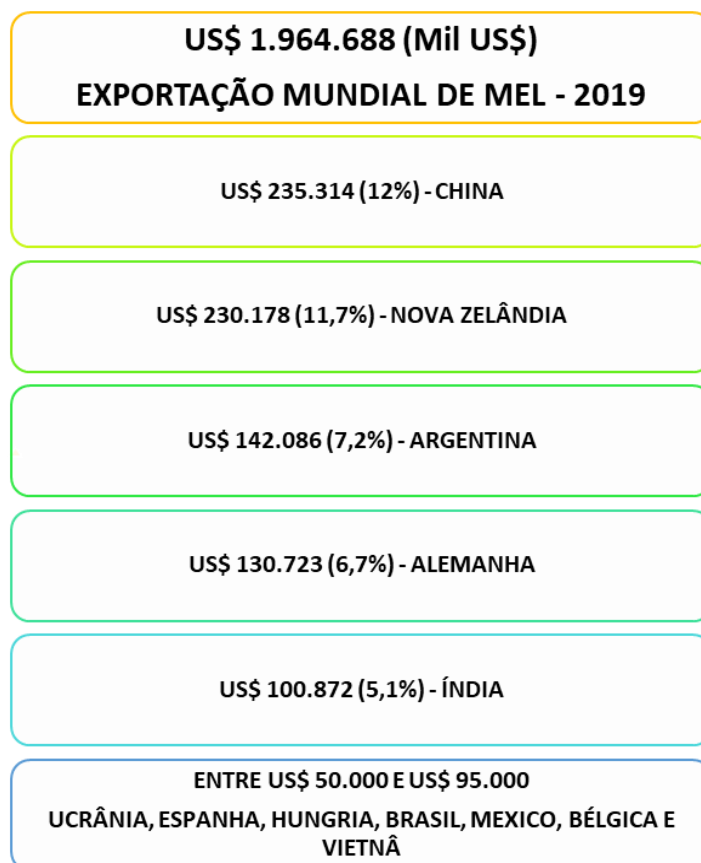 US$ 1.964.688 (Mil US$)
EXPORTAÇÃO MUNDIAL DE MEL - 2019
US$ 235.314 (12%) - CHINA
US$ 230.178 (11,7%) - NOVA ZELÂNDIA
US$ 142.086 (7,2%) - ARGENTINA
US$ 130.723 (6,7%) - ALEMANHA
US$ 100.872 (5,1%) - ÍNDIA
ENTRE US$ 50.000 E US$ 95.000
UCRÂNIA, ESPANHA, HUNGRIA, BRASIL, MEXICO, BÉLGICA E
VIETNÂ